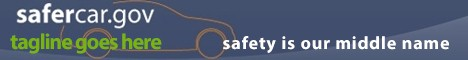 safercar.gov
tagline goes here
safety is our middle name